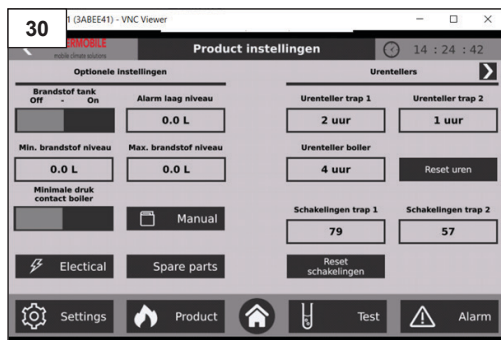 30
1 (3ABEE41) - VNC Viewer
ERMOBILE
mobile climate solutions
Product instellingen
14 : 24 : 42
Optionele instellingen
Urentellers
Brandstof tank
Off - On
Alarm laag niveau
0.0 L
Urenteller trap 1
2 uur
Urenteller trap 2
1 uur
Min. brandstof niveau
0.0 L
Max. brandstof niveau
0.0 L
Urenteller boiler
4 uur
Reset uren
Minimale druk
contact boiler
Manual
Schakelingen trap 1
79
Schakelingen trap 2
57
Electical
Spare parts
Reset
schakelingen
Settings
Product
Test
Alarm